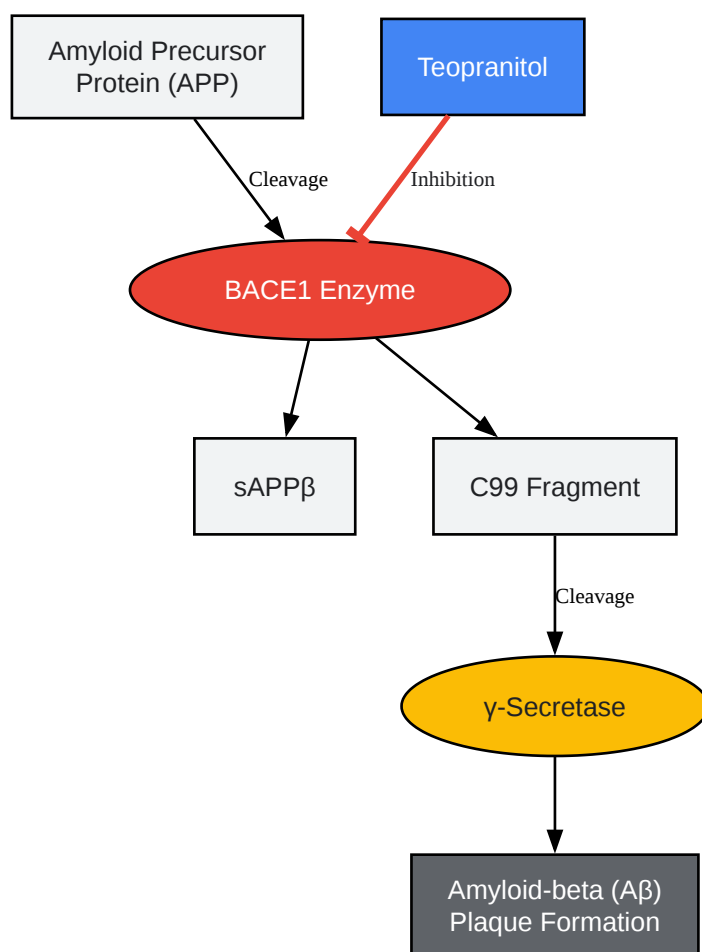 Amyloid Precursor
Protein (APP)
Teopranitol
Cleavage
Inhibition
BACE1 Enzyme
sAPPβ
C99 Fragment
Cleavage
γ-Secretase
Amyloid-beta (Aβ)
Plaque Formation